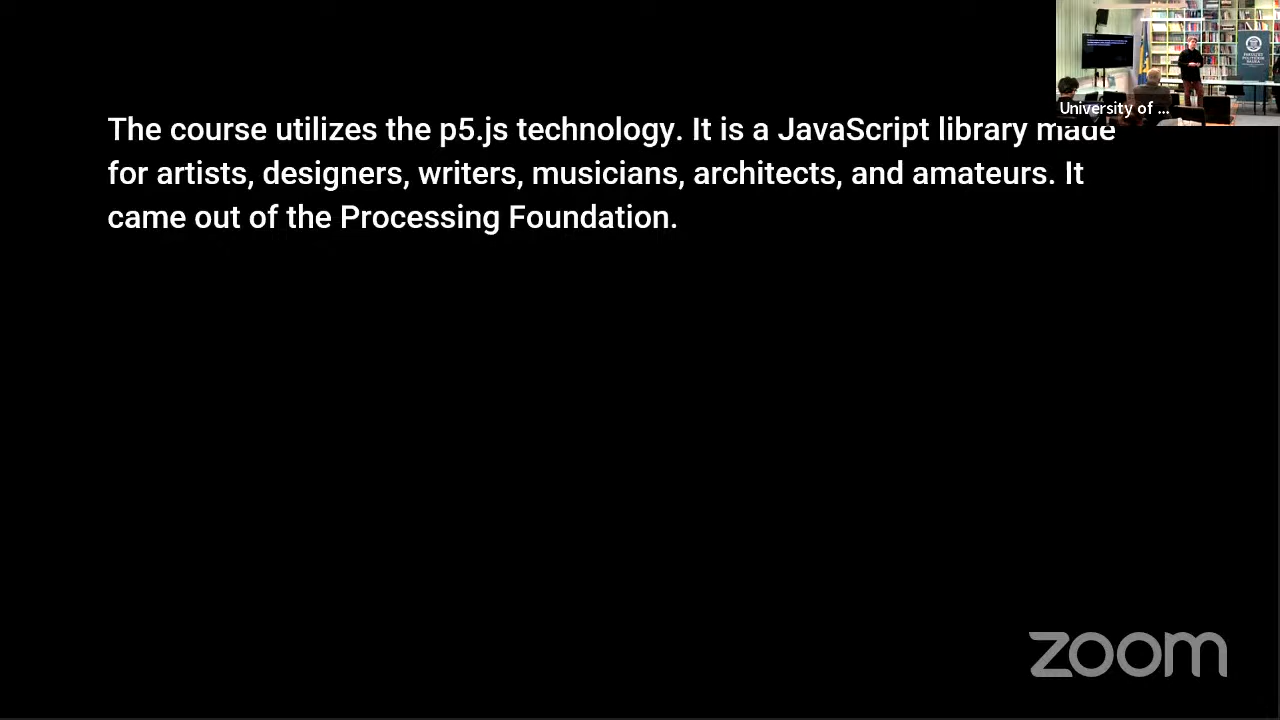 University of ...
The course utilizes the p5.js technology. It is a JavaScript library made
for artists, designers, writers, musicians, architects, and amateurs. It
came out of the Processing Foundation.
zoom